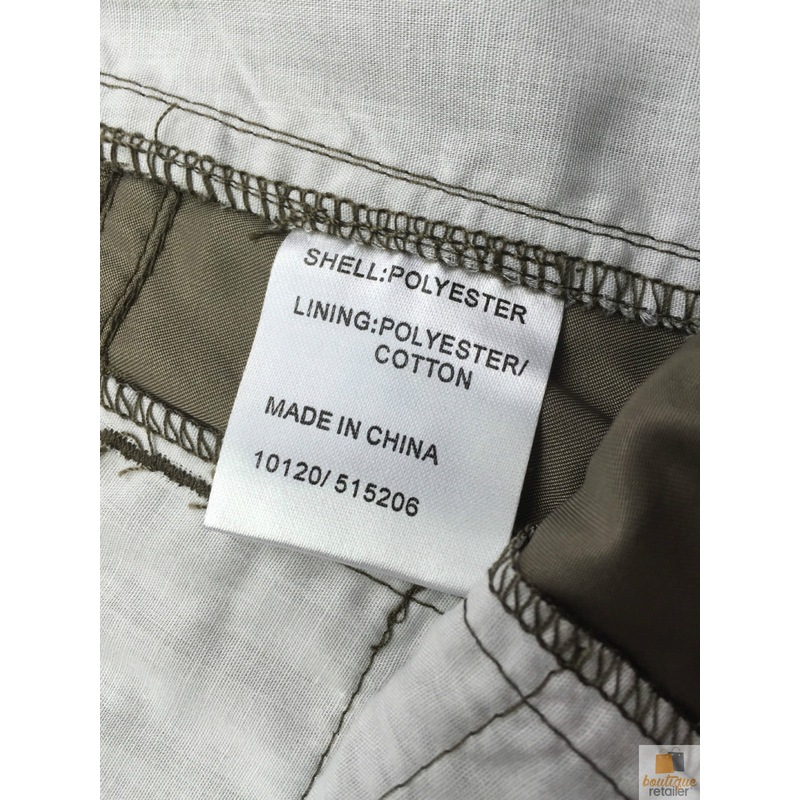 SHELL:POLYESTER
LINING:POLYESTER/
COTTON
MADE IN CHINA
10120/ 515206
boutique
retailer